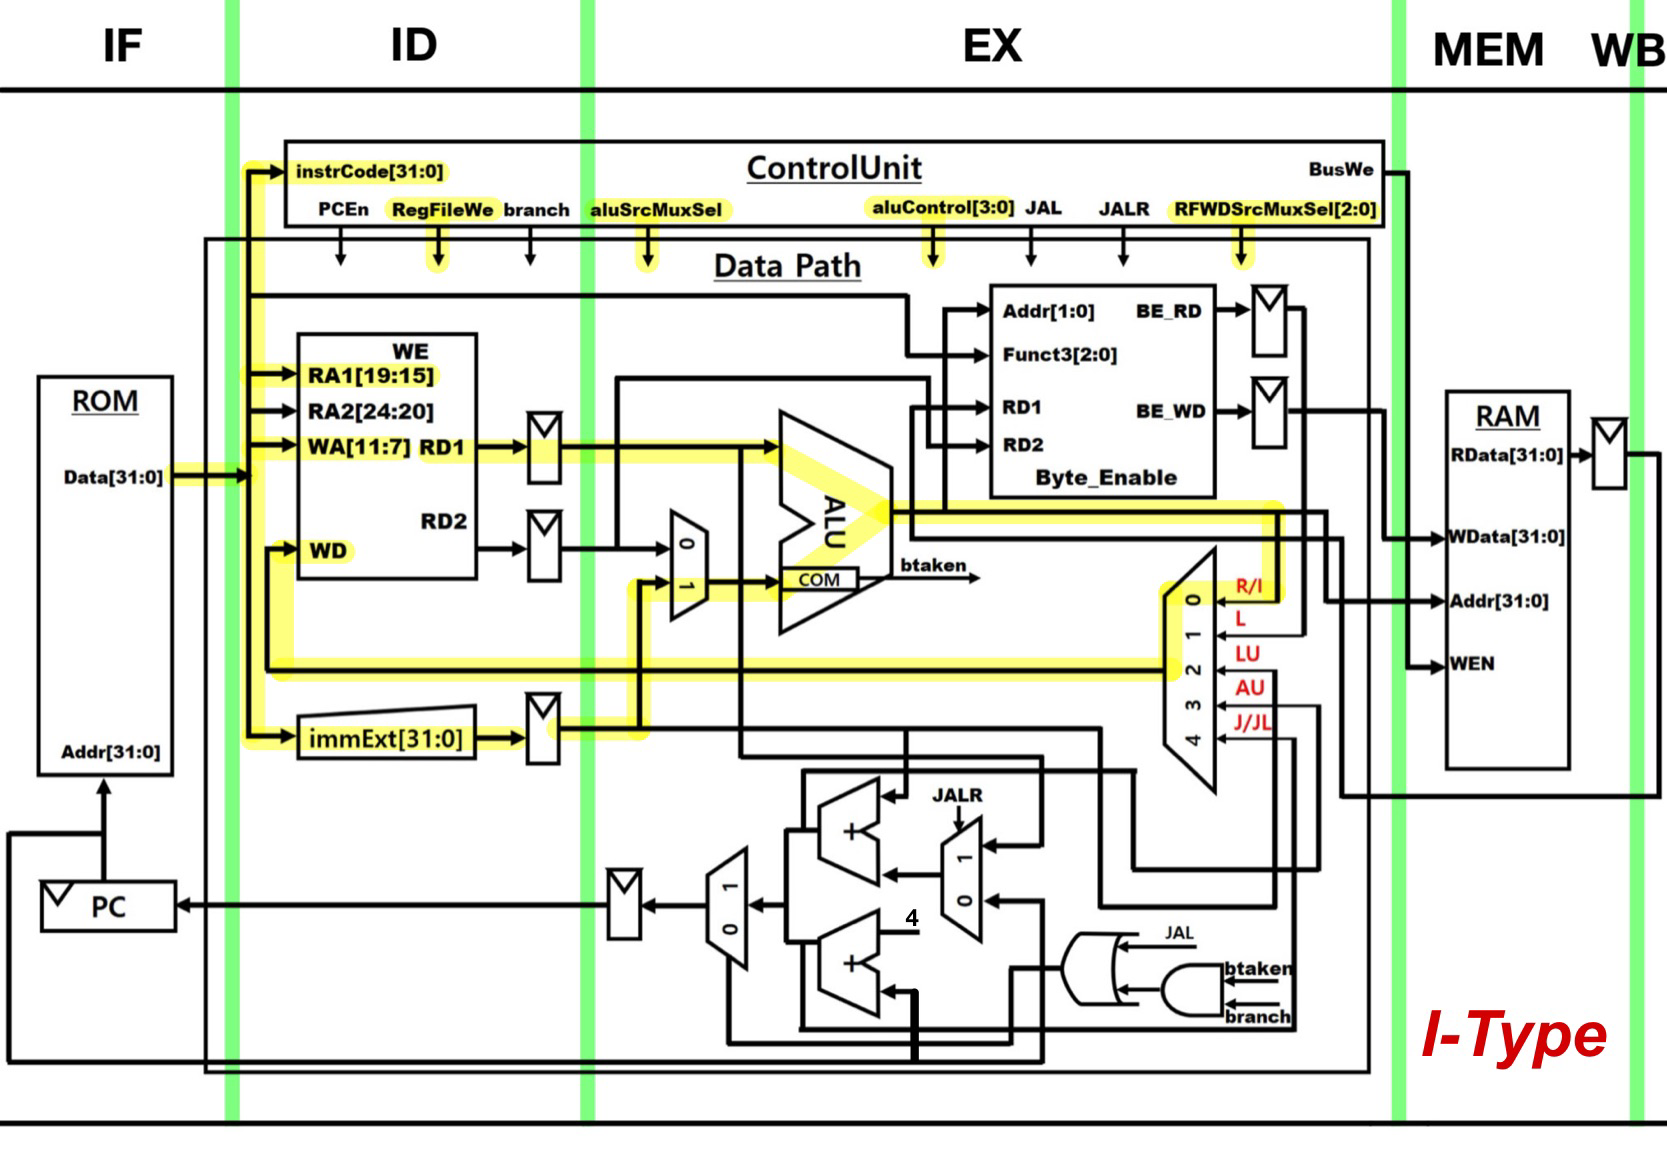 IF ID EX MEM WB
ControlUnit
instrCode[31:0]
BusWe
PCEn RegFileWe branch aluSrcMuxSel aluControl[3:0] JAL JALR RFWDSrcMuxSel[2:0]
Data Path
ROM
Data[31:0]
Addr[31:0]
PC
WE
RA1[19:15]
RA2[24:20]
WA[11:7] RD1
RD2
WD
immExt[31:0]
0
1
ALU
COM
btaken
Addr[1:0] BE_RD
Funct3[2:0]
RD1 BE_WD
RD2
Byte_Enable
R/I
L
LU
AU
J/JL
0
1
2
3
4
RAM
RData[31:0]
WData[31:0]
Addr[31:0]
WEN
JALR
+
1
0
1
0
4
+
JAL
btaken
branch
I-Type